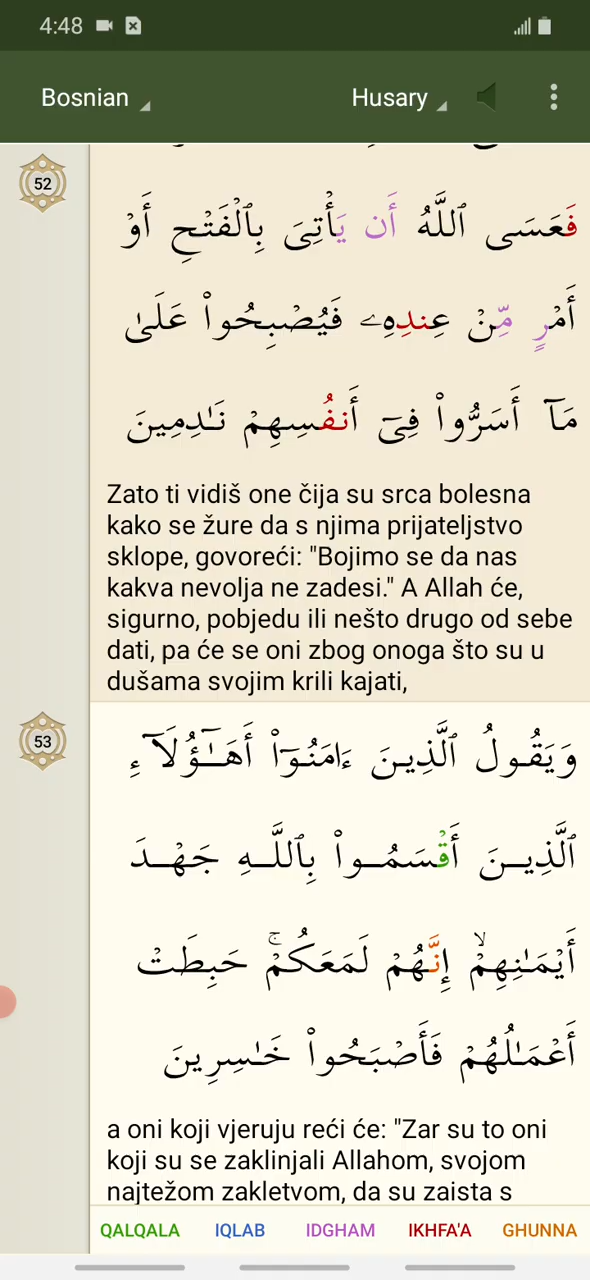 4:48
Bosnian
Husary
52
فَعَسَى ٱللَّهُ أَن يَأْتِىَ بِٱلْفَتْحِ أَوْ
أَمْرٍ مِّنْ عِندِهِۦ فَيُصْبِحُوا۟ عَلَىٰ
مَآ أَسَرُّوا۟ فِىٓ أَنفُسِهِمْ نَـٰدِمِينَ
Zato ti vidiš one čija su srca bolesna
kako se žure da s njima prijateljstvo
sklope, govoreći: "Bojimo se da nas
kakva nevolja ne zadesi." A Allah će,
sigurno, pobjedu ili nešto drugo od sebe
dati, pa će se oni zbog onoga što su u
dušama svojim krili kajati,
53
وَيَقُولُ ٱلَّذِينَ ءَامَنُوٓا۟ أَهَـٰٓؤُلَآءِ
ٱلَّذِينَ أَقْسَمُوا۟ بِٱللَّهِ جَهْدَ
أَيْمَـٰنِهِمْ ۙ إِنَّهُمْ لَمَعَكُمْ ۚ حَبِطَتْ
أَعْمَـٰلُهُمْ فَأَصْبَحُوا۟ خَـٰسِرِينَ
a oni koji vjeruju reći će: "Zar su to oni
koji su se zaklinjali Allahom, svojom
najtežom zakletvom, da su zaista s
QALQALA IQLAB IDGHAM IKHFA'A GHUNNA